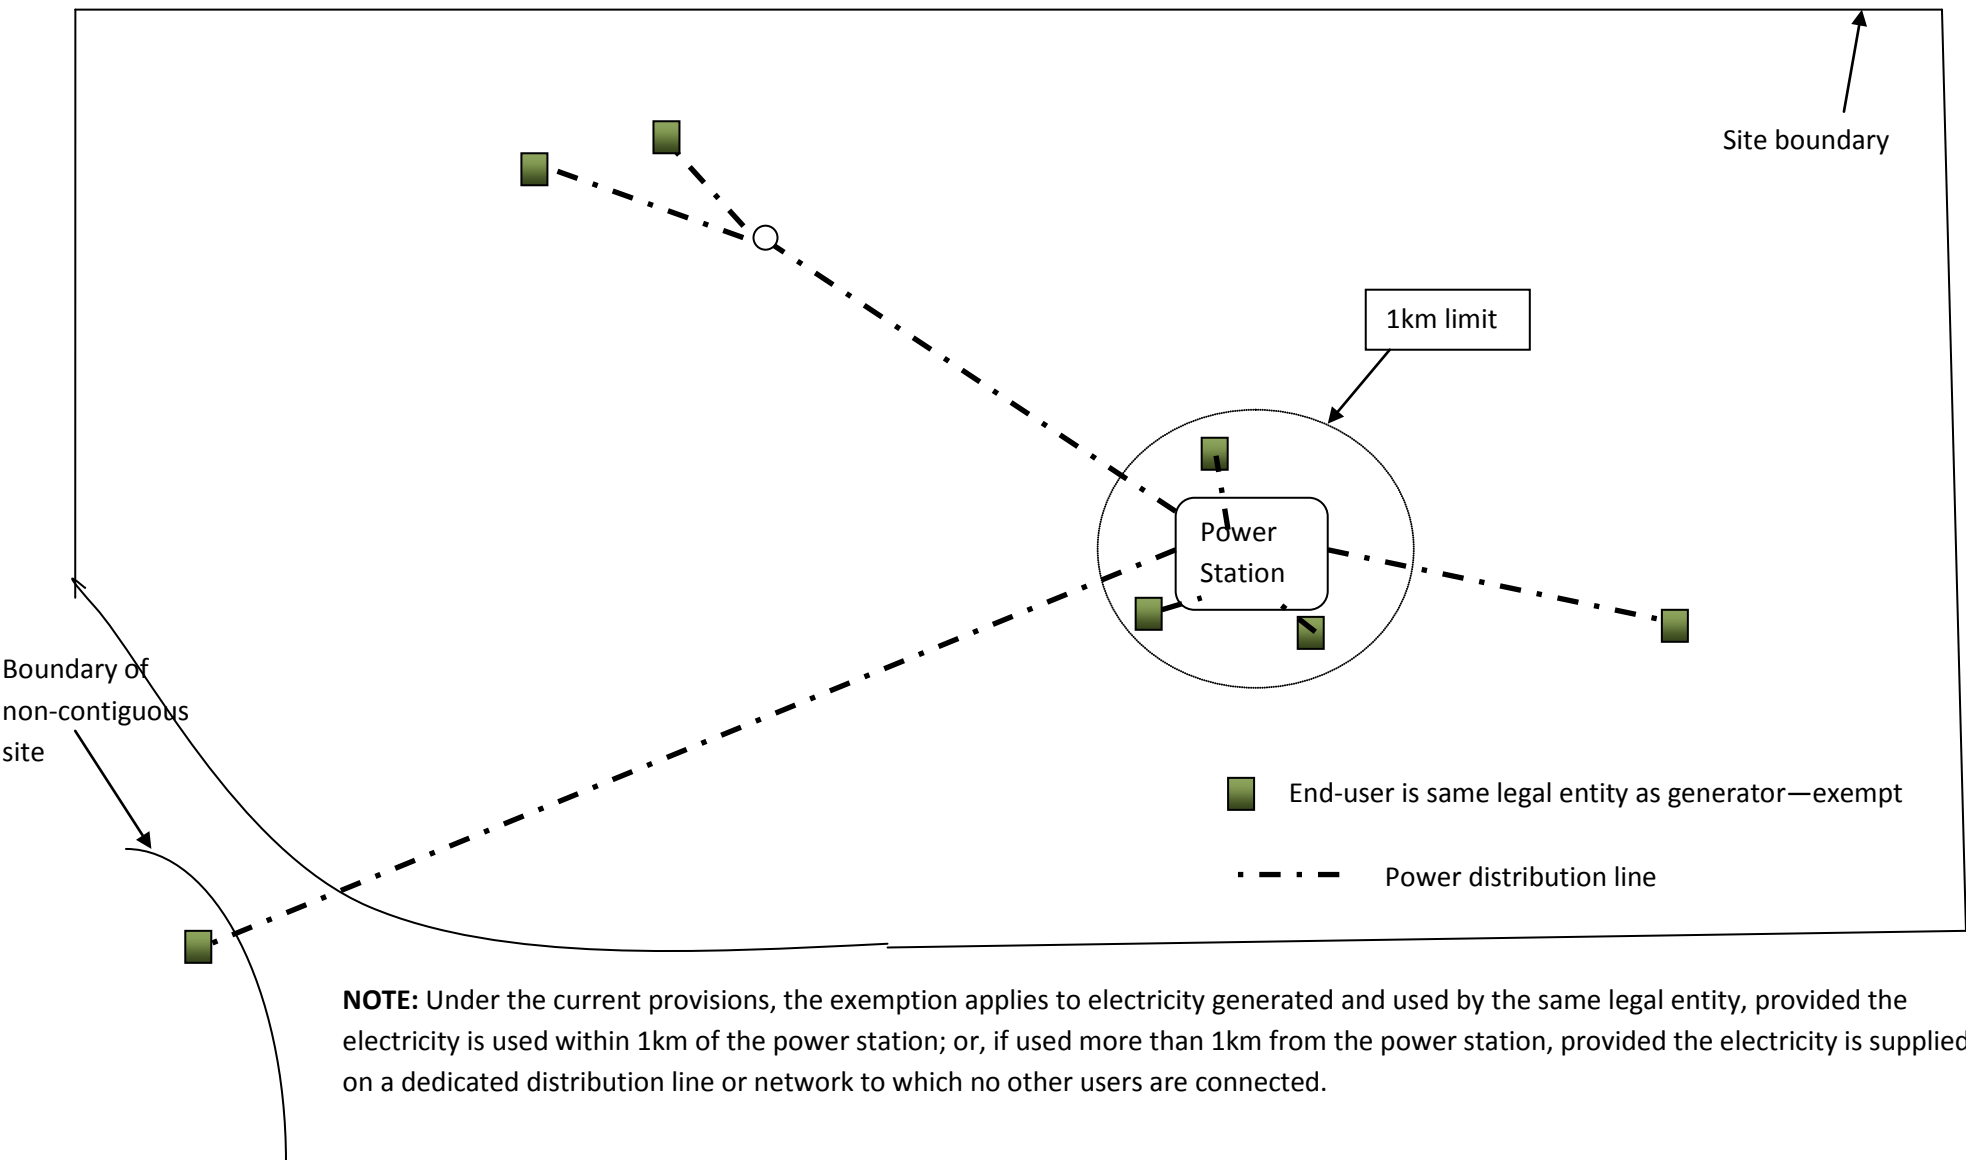 Site boundary
1km limit
Power
Station
Boundary of
non-contiguous
site
End-user is same legal entity as generator—exempt
Power distribution line
NOTE: Under the current provisions, the exemption applies to electricity generated and used by the same legal entity, provided the
electricity is used within 1km of the power station; or, if used more than 1km from the power station, provided the electricity is supplied
on a dedicated distribution line or network to which no other users are connected.